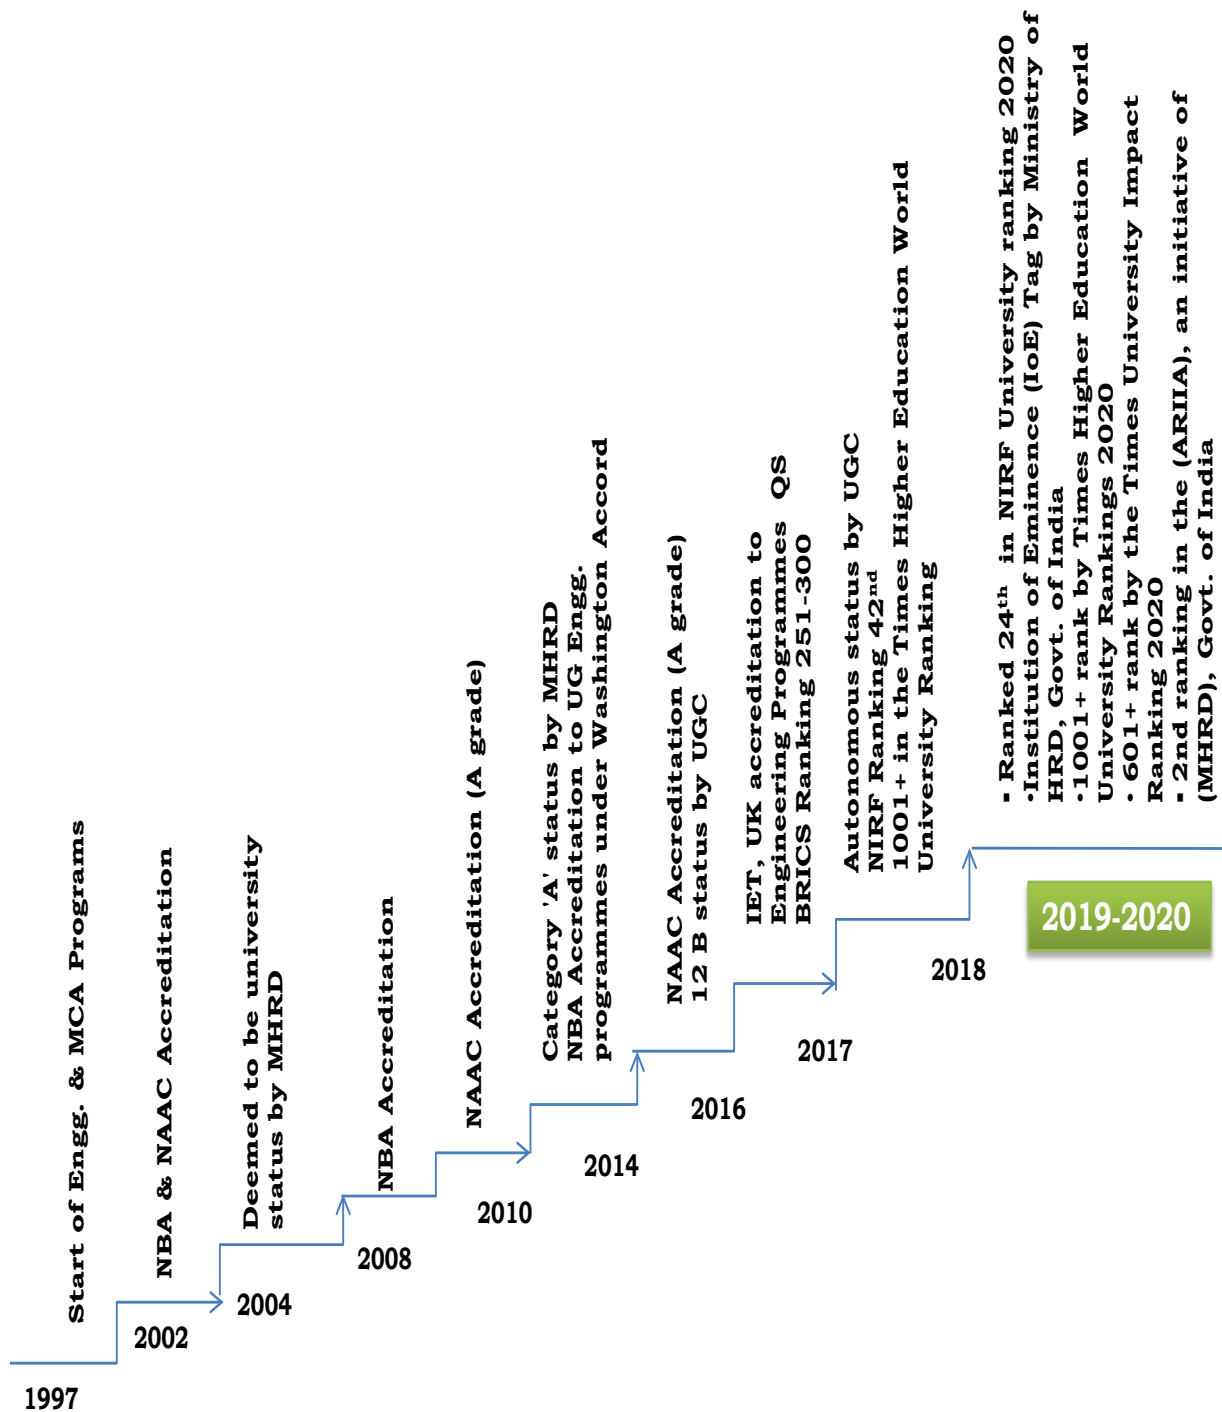 1997
Start of Engg. & MCA Programs
2002
NBA & NAAC Accreditation
2004
Deemed to be university
status by MHRD
2008
NBA Accreditation
2010
NAAC Accreditation (A grade)
2014
Category 'A' status by MHRD
NBA Accreditation to UG Engg.
programmes under Washington Accord
2016
NAAC Accreditation (A grade)
12 B status by UGC
2017
IET, UK accreditation to
Engineering Programmes QS
BRICS Ranking 251-300
2018
Autonomous status by UGC
NIRF Ranking 42nd
1001+ in the Times Higher Education World
University Ranking
2019-2020
▪ Ranked 24th in NIRF University ranking 2020
•Institution of Eminence (IoE) Tag by Ministry of
HRD, Govt. of India
•1001+ rank by Times Higher Education World
University Rankings 2020
• 601+ rank by the Times University Impact
Ranking 2020
▪ 2nd ranking in the (ARIIA), an initiative of
(MHRD), Govt. of India